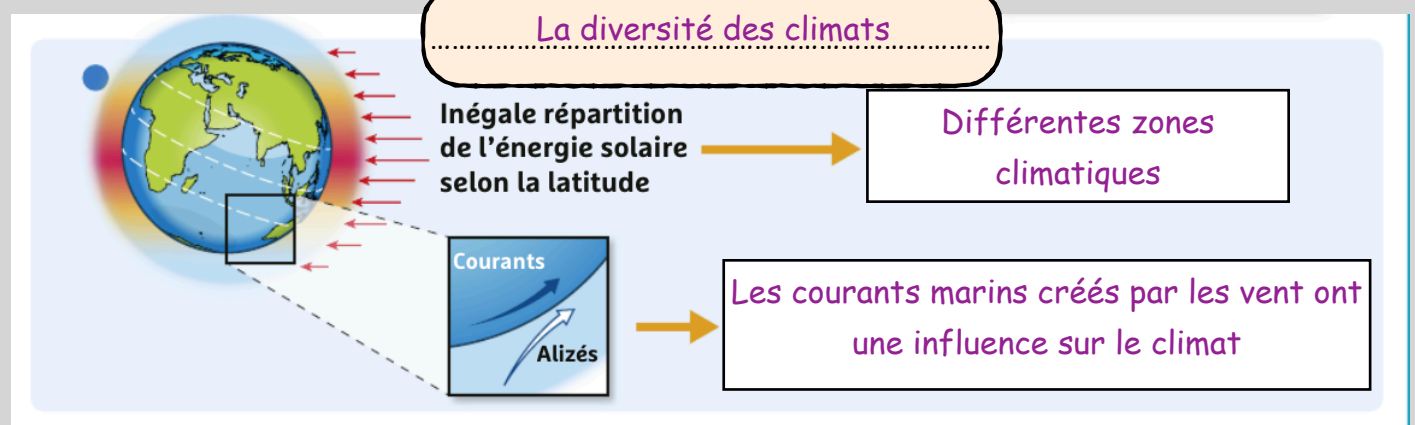 La diversité des climats
Inégale répartition
de l'énergie solaire
selon la latitude
Différentes zones
climatiques
Courants
Alizés
Les courants marins créés par les vent ont
une influence sur le climat